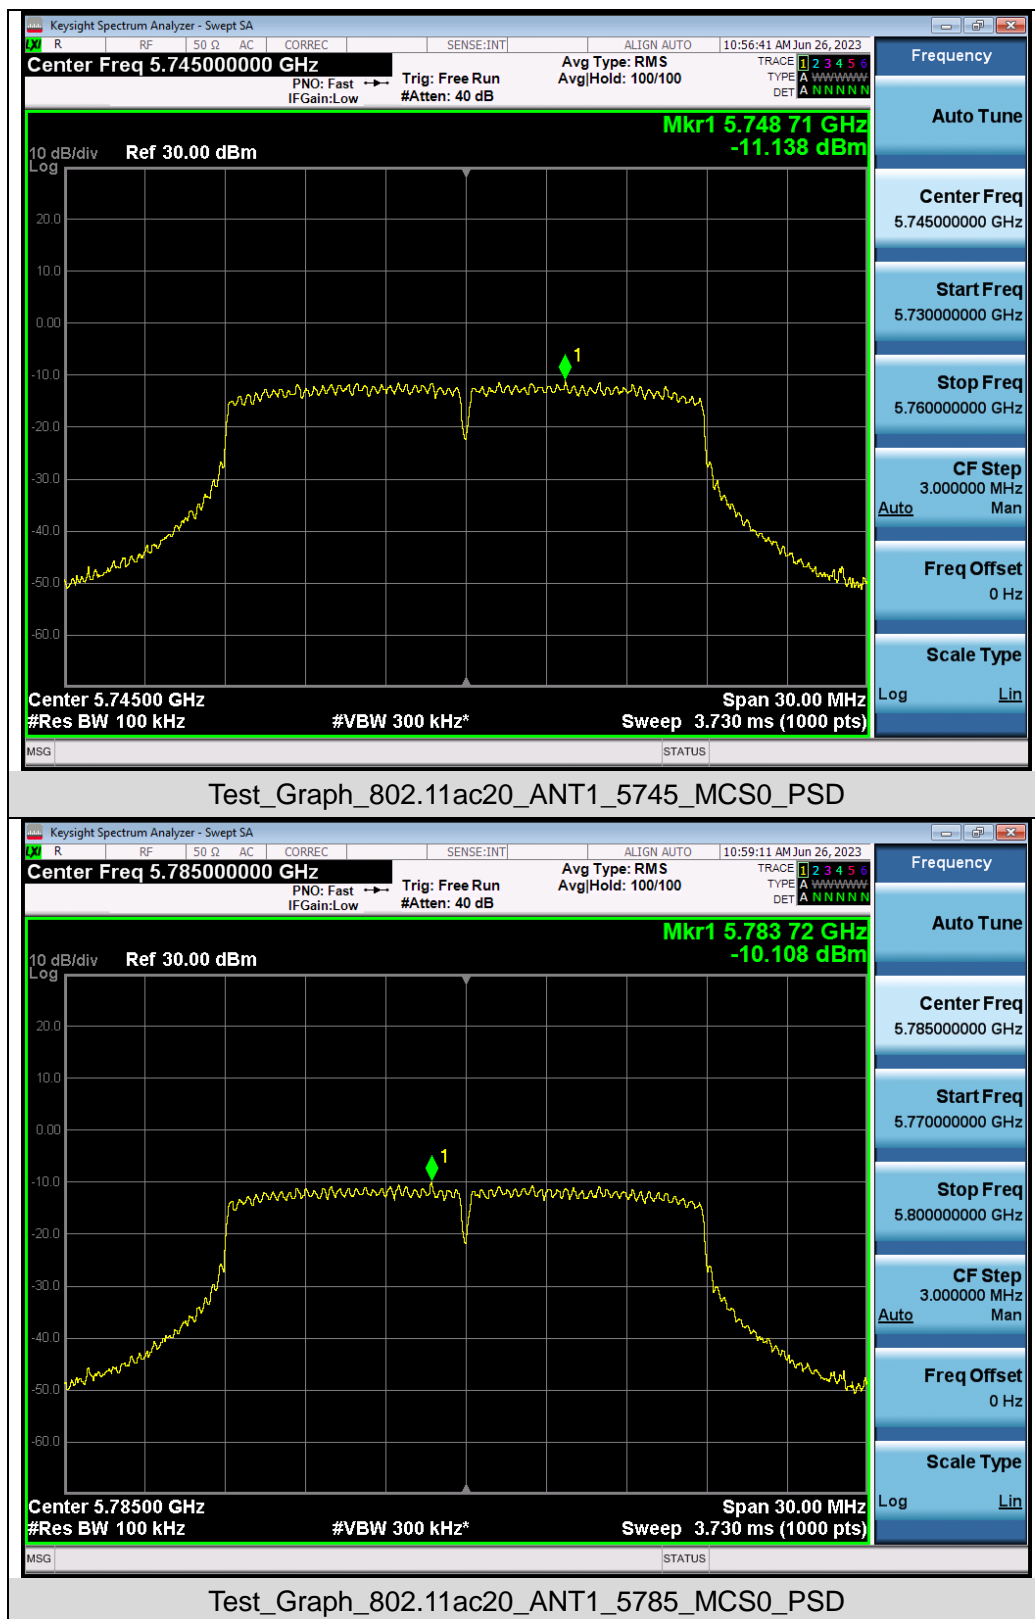 Keysight Spectrum Analyzer - Swept SA
LXI R RF 50 Ω AC CORREC SENSE:INT ALIGN AUTO 10:56:41 AM Jun 26, 2023
Center Freq 5.745000000 GHz
PNO: Fast
IFGain:Low
Trig: Free Run
#Atten: 40 dB
Avg Type: RMS
Avg|Hold: 100/100
TRACE 1 2 3 4 5 6
TYPE A WWWWW
DET A N N N N N
Mkr1 5.748 71 GHz
-11.138 dBm
10 dB/div Ref 30.00 dBm
Log
20.0
10.0
0.00
1
-10.0
-20.0
-30.0
-40.0
-50.0
-60.0
Center 5.74500 GHz Span 30.00 MHz
#Res BW 100 kHz #VBW 300 kHz* Sweep 3.730 ms (1000 pts)
MSG STATUS
Frequency
Auto Tune
Center Freq
5.745000000 GHz
Start Freq
5.730000000 GHz
Stop Freq
5.760000000 GHz
CF Step
3.000000 MHz
Auto Man
Freq Offset
0 Hz
Scale Type
Log Lin
Test_Graph_802.11ac20_ANT1_5745_MCS0_PSD
Keysight Spectrum Analyzer - Swept SA
LXI R RF 50 Ω AC CORREC SENSE:INT ALIGN AUTO 10:59:11 AM Jun 26, 2023
Center Freq 5.785000000 GHz
PNO: Fast
IFGain:Low
Trig: Free Run
#Atten: 40 dB
Avg Type: RMS
Avg|Hold: 100/100
TRACE 1 2 3 4 5 6
TYPE A WWWWW
DET A N N N N N
Mkr1 5.783 72 GHz
-10.108 dBm
10 dB/div Ref 30.00 dBm
Log
20.0
10.0
0.00
1
-10.0
-20.0
-30.0
-40.0
-50.0
-60.0
Center 5.78500 GHz Span 30.00 MHz
#Res BW 100 kHz #VBW 300 kHz* Sweep 3.730 ms (1000 pts)
MSG STATUS
Frequency
Auto Tune
Center Freq
5.785000000 GHz
Start Freq
5.770000000 GHz
Stop Freq
5.800000000 GHz
CF Step
3.000000 MHz
Auto Man
Freq Offset
0 Hz
Scale Type
Log Lin
Test_Graph_802.11ac20_ANT1_5785_MCS0_PSD